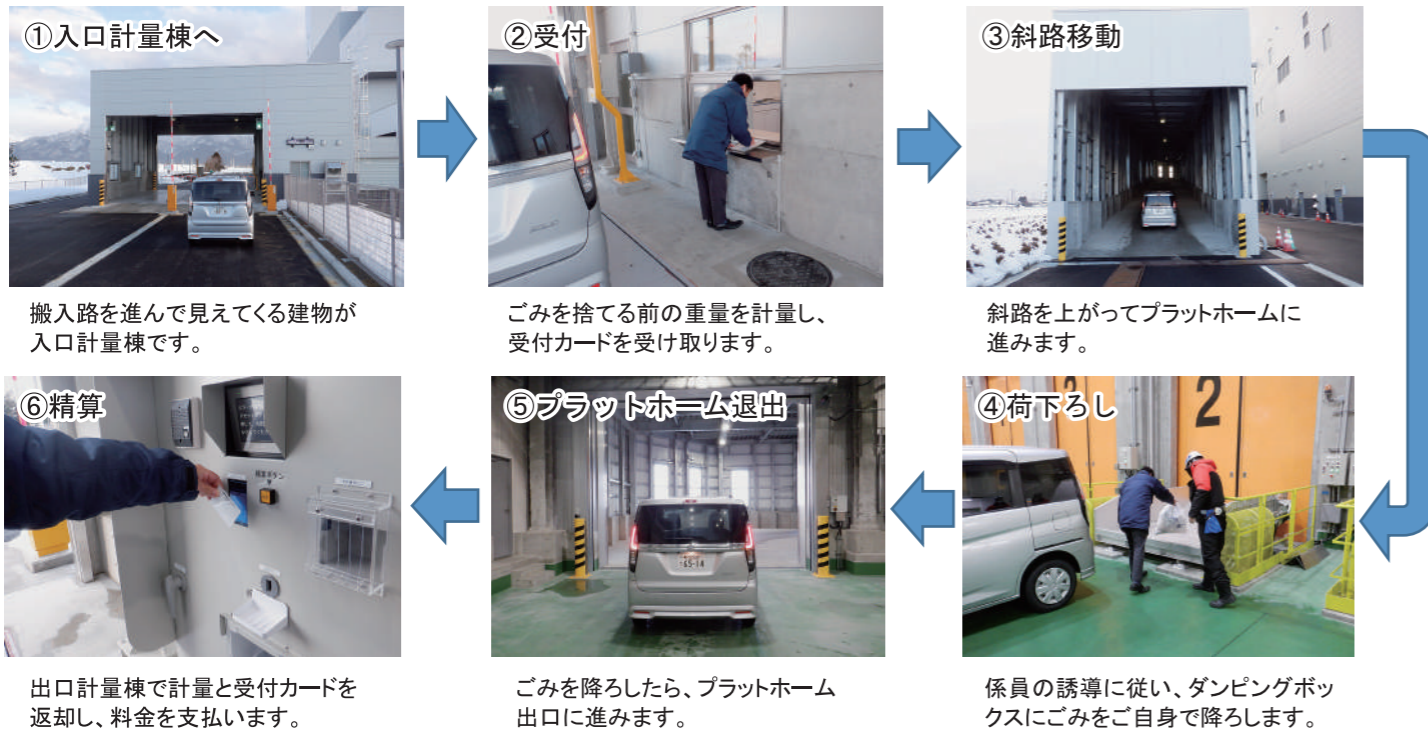 ①入口計量棟へ
搬入路を進んで見えてくる建物が
入口計量棟です。
②受付
ごみを捨てる前の重量を計量し、
受付カードを受け取ります。
③斜路移動
斜路を上がってプラットホームに
進みます。
④荷下ろし
2
係員の誘導に従い、ダンピングボッ
クスにごみをご自身で降ろします。
⑤プラットホーム退出
65-14
ごみを降ろしたら、プラットホーム
出口に進みます。
⑥精算
精算ボタン
出口計量棟で計量と受付カードを
返却し、料金を支払います。